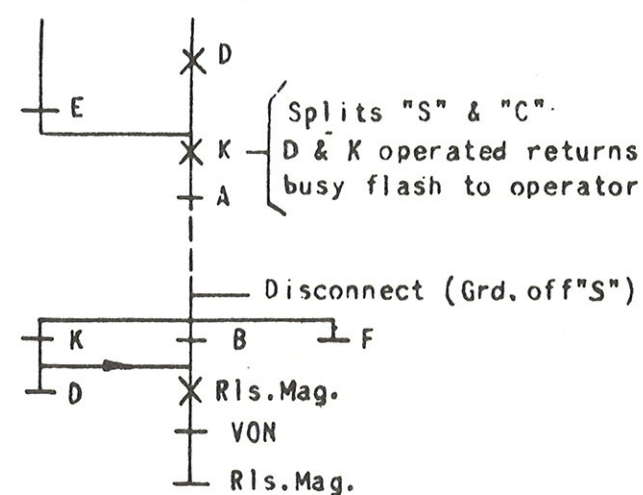 D
E
Splits "S" & "C"
K
D & K operated returns
busy flash to operator
A
Disconnect (Grd. off "S")
K
B
F
D
Rls. Mag.
VON
Rls. Mag.